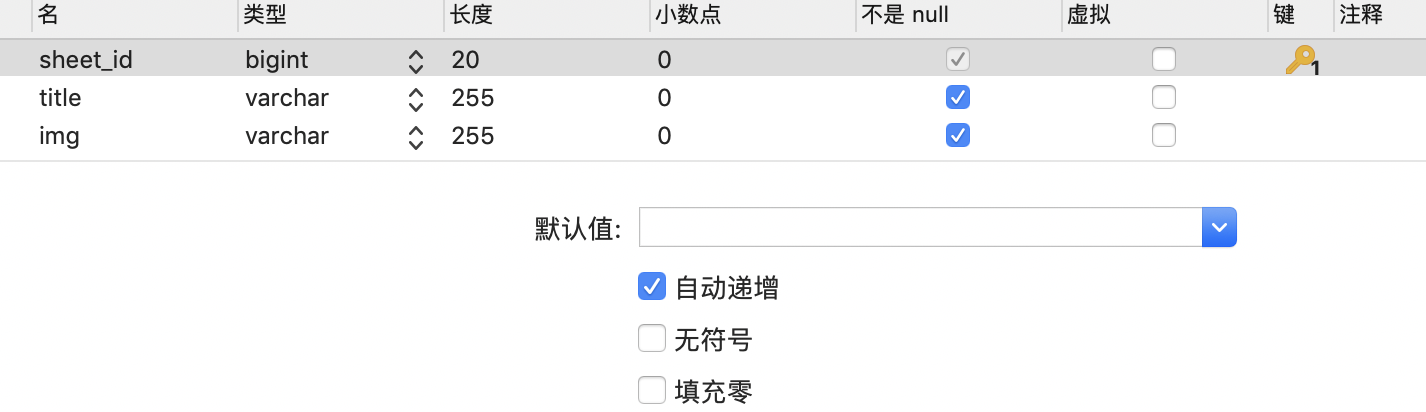 名 类型 长度 小数点 不是 null 虚拟 键 注释
sheet_id bigint 20 0 1
title varchar 255 0
img varchar 255 0
默认值:
自动递增
无符号
填充零